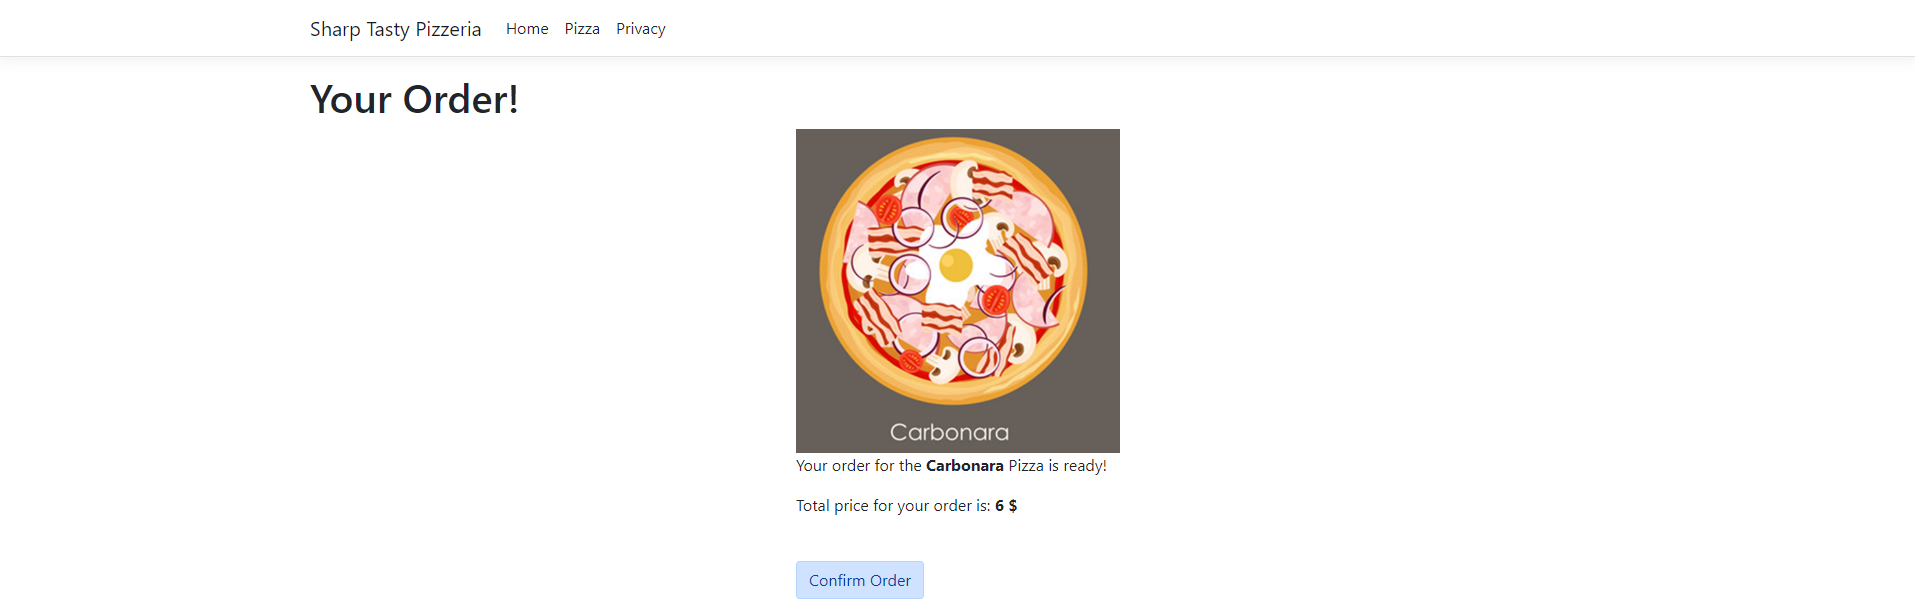 Sharp Tasty Pizzeria Home Pizza Privacy
Your Order!
Carbonara
Your order for the Carbonara Pizza is ready!
Total price for your order is: 6 $
Confirm Order